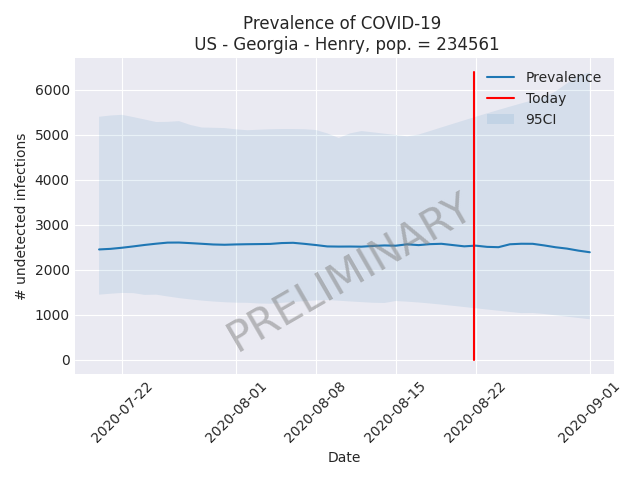 Prevalence of COVID-19
US - Georgia - Henry, pop. = 234561
Prevalence
Today
95CI
# undetected infections
6000
5000
4000
3000
2000
1000
0
PRELIMINARY
2020-07-22
2020-08-01
2020-08-08
2020-08-15
2020-08-22
2020-09-01
Date